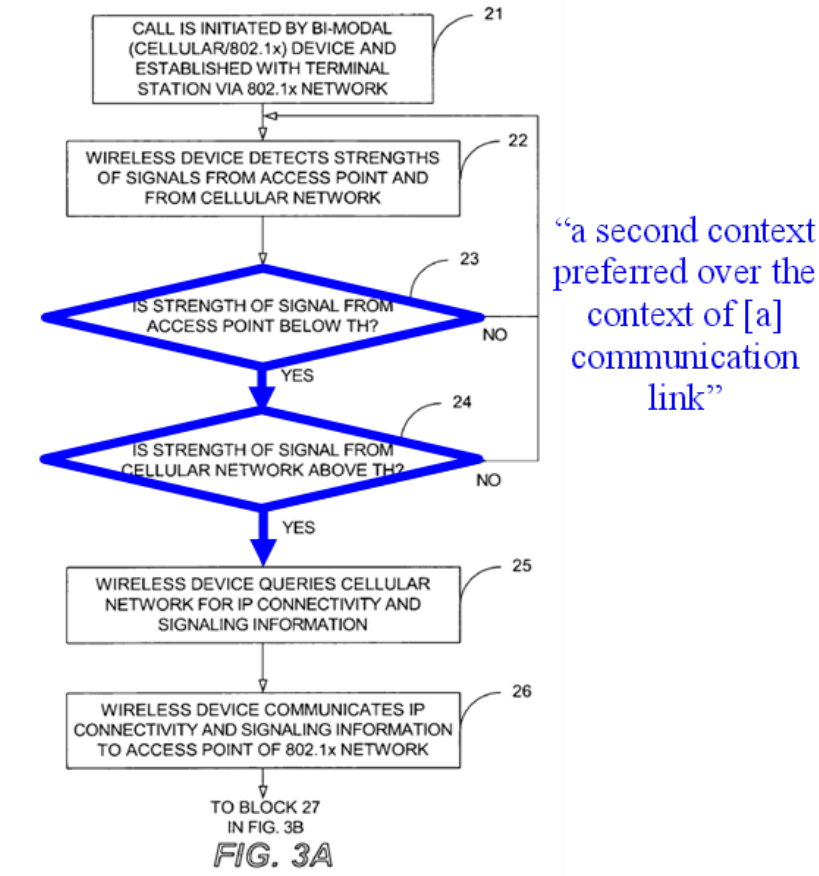 21
CALL IS INITIATED BY BI-MODAL
(CELLULAR/802.1x) DEVICE AND
ESTABLISHED WITH TERMINAL
STATION VIA 802.1x NETWORK
22
WIRELESS DEVICE DETECTS STRENGTHS
OF SIGNALS FROM ACCESS POINT AND
FROM CELLULAR NETWORK
23
IS STRENGTH OF SIGNAL FROM
ACCESS POINT BELOW TH?
NO
YES
“a second context
preferred over the
context of [a]
communication
link”
24
IS STRENGTH OF SIGNAL FROM
CELLULAR NETWORK ABOVE TH?
NO
YES
25
WIRELESS DEVICE QUERIES CELLULAR
NETWORK FOR IP CONNECTIVITY AND
SIGNALING INFORMATION
26
WIRELESS DEVICE COMMUNICATES IP
CONNECTIVITY AND SIGNALING INFORMATION
TO ACCESS POINT OF 802.1x NETWORK
TO BLOCK 27
IN FIG. 3B
FIG. 3A